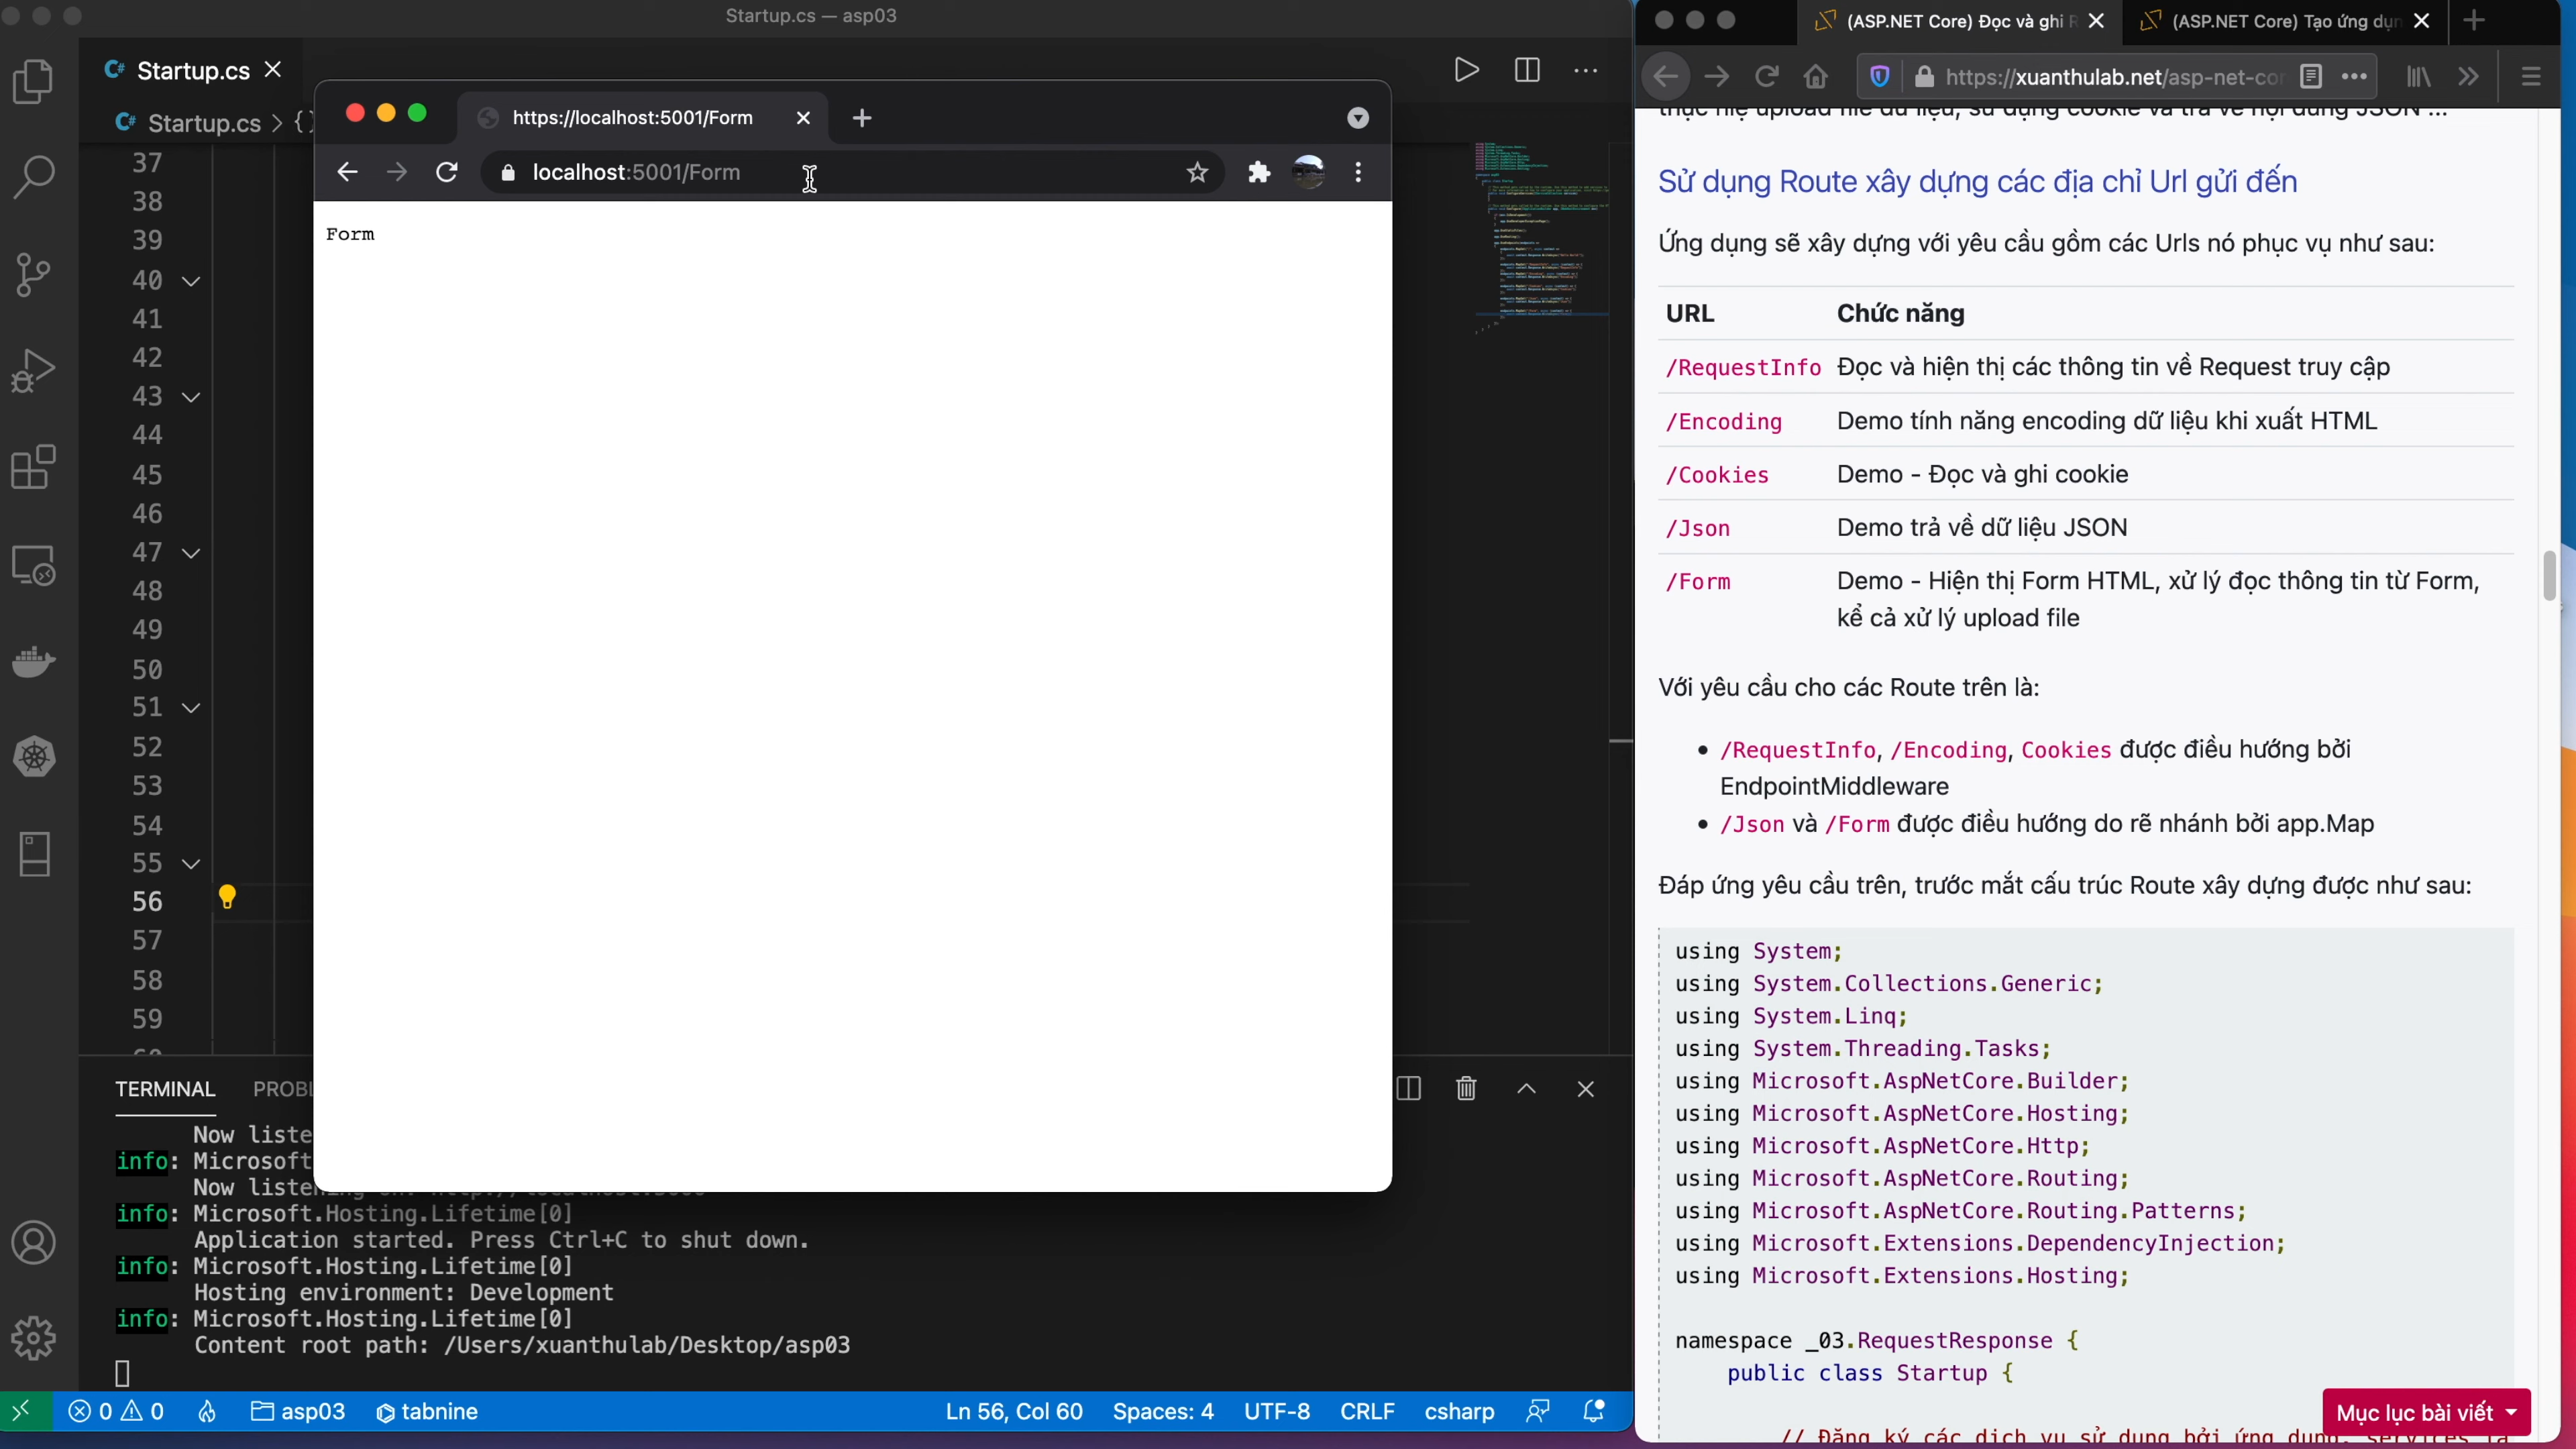 Startup.cs — asp03
Startup.cs
Startup.cs > {}
37
38
39
40
41
42
43
44
45
46
47
48
49
50
51
52
53
54
55
56
57
58
59
https://localhost:5001/Form
localhost:5001/Form
Form
TERMINAL
Now liste
info: Microsoft
info: Microsoft.Hosting.Lifetime[0]
Application started. Press Ctrl+C to shut down.
info: Microsoft.Hosting.Lifetime[0]
Hosting environment: Development
info: Microsoft.Hosting.Lifetime[0]
Content root path: /Users/xuanthulab/Desktop/asp03
0 0 asp03 tabnine Ln 56, Col 60 Spaces: 4 UTF-8 CRLF csharp
(ASP.NET Core) Đọc và ghi
(ASP.NET Core) Tạo ứng dụn
https://xuanthulab.net/asp-net-cor
Sử dụng Route xây dựng các địa chỉ Url gửi đến
Ứng dụng sẽ xây dựng với yêu cầu gồm các Urls nó phục vụ như sau:
URL Chức năng
/RequestInfo Đọc và hiện thị các thông tin về Request truy cập
/Encoding Demo tính năng encoding dữ liệu khi xuất HTML
/Cookies Demo - Đọc và ghi cookie
/Json Demo trả về dữ liệu JSON
/Form Demo - Hiện thị Form HTML, xử lý đọc thông tin từ Form,
kể cả xử lý upload file
Với yêu cầu cho các Route trên là:
• /RequestInfo, /Encoding, Cookies được điều hướng bởi
EndpointMiddleware
• /Json và /Form được điều hướng do rẽ nhánh bởi app.Map
Đáp ứng yêu cầu trên, trước mắt cấu trúc Route xây dựng được như sau:
using System;
using System.Collections.Generic;
using System.Linq;
using System.Threading.Tasks;
using Microsoft.AspNetCore.Builder;
using Microsoft.AspNetCore.Hosting;
using Microsoft.AspNetCore.Http;
using Microsoft.AspNetCore.Routing;
using Microsoft.AspNetCore.Routing.Patterns;
using Microsoft.Extensions.DependencyInjection;
using Microsoft.Extensions.Hosting;
namespace _03.RequestResponse {
public class Startup {
Mục lục bài viết
// Đăng ký các dịch vụ sử dụng bởi ứng dụng,